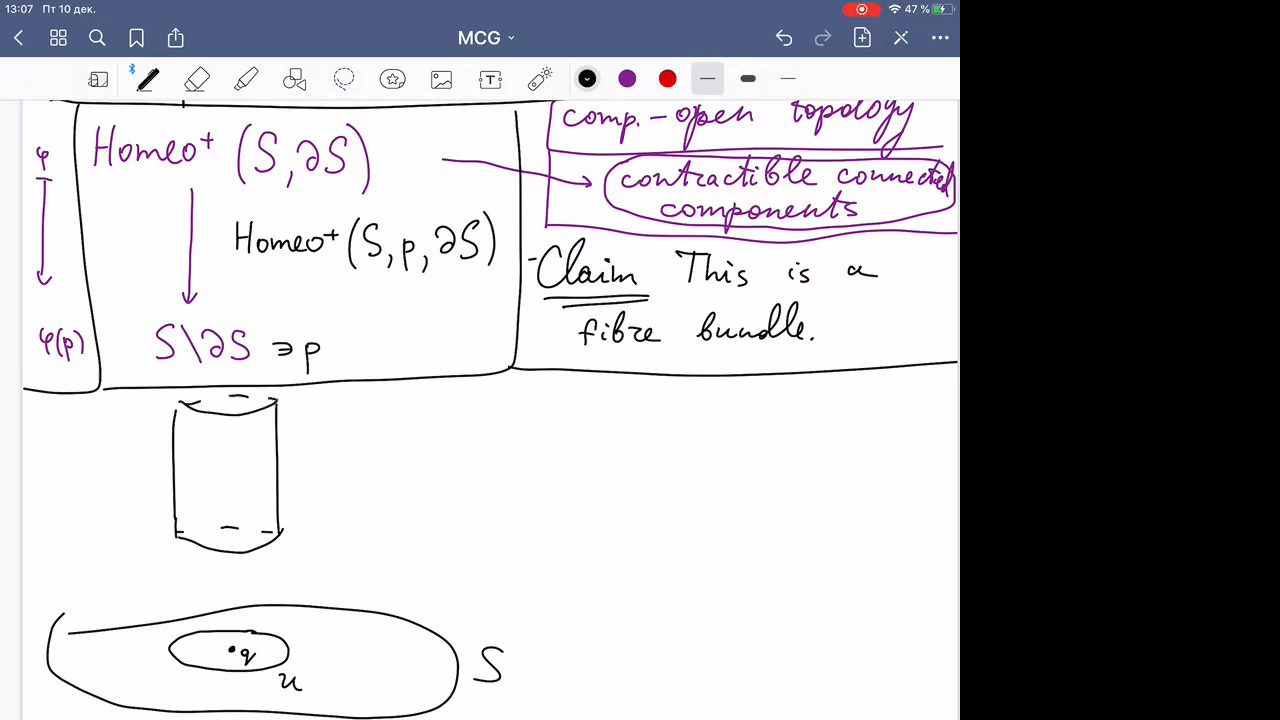 13:07 Пт 10 дек.
47 %
MCG
comp.-open topology
φ
Homeo⁺ (S, ∂S)
contractible connected
components
Homeo⁺ (S, p, ∂S)
Claim This is a
fibre bundle.
φ(p)
S\∂S ∋ p
q
u
S